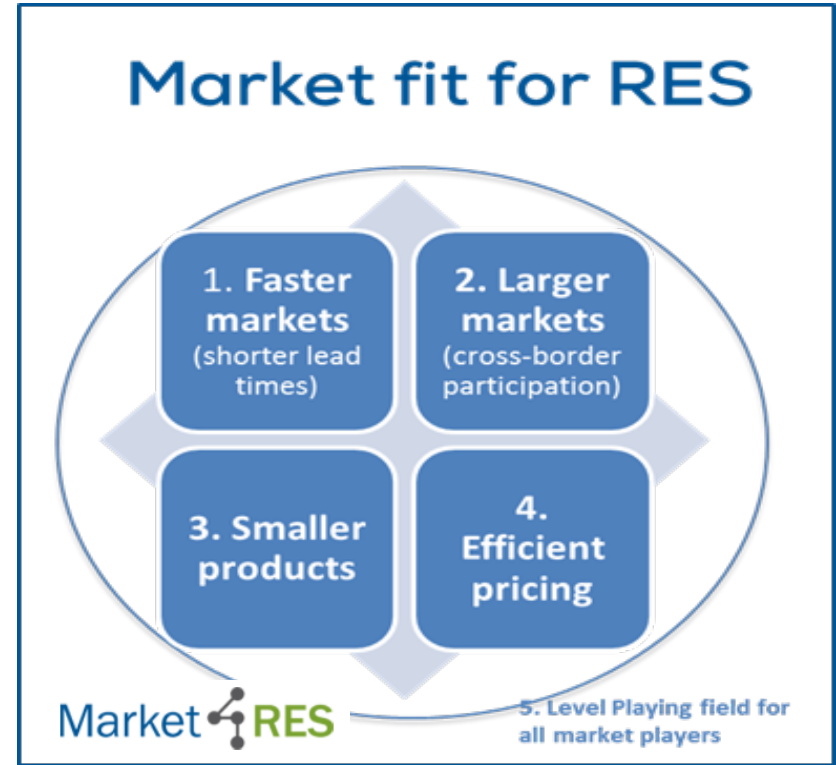 Market fit for RES
1. Faster
markets
(shorter lead
times)
2. Larger
markets
(cross-border
participation)
3. Smaller
products
4.
Efficient
pricing
Market4RES
5. Level Playing field for
all market players